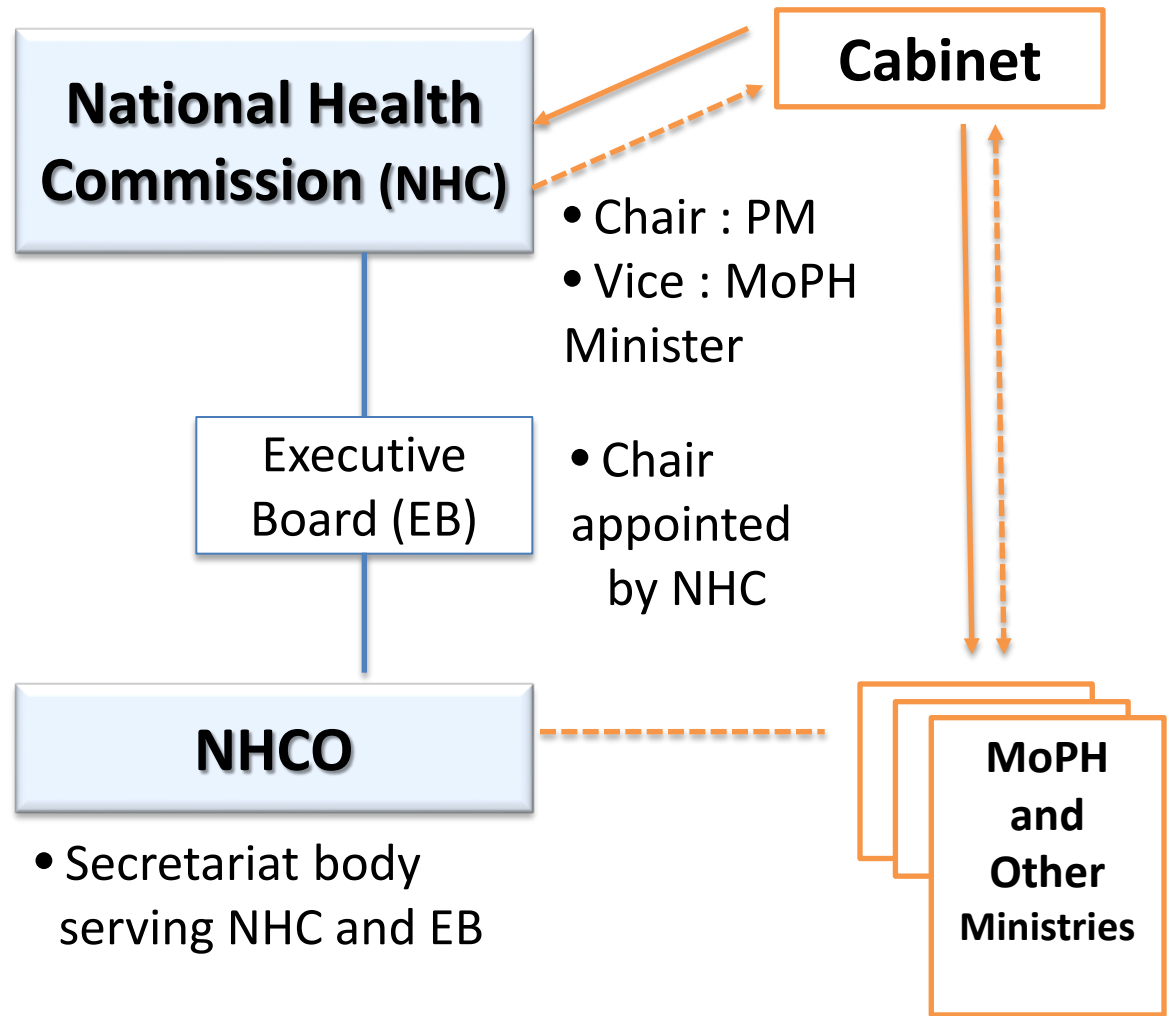 National Health
Commission (NHC)
Cabinet
• Chair : PM
• Vice : MoPH
Minister
Executive
Board (EB)
• Chair
appointed
by NHC
NHCO
• Secretariat body
serving NHC and EB
MoPH
and
Other
Ministries